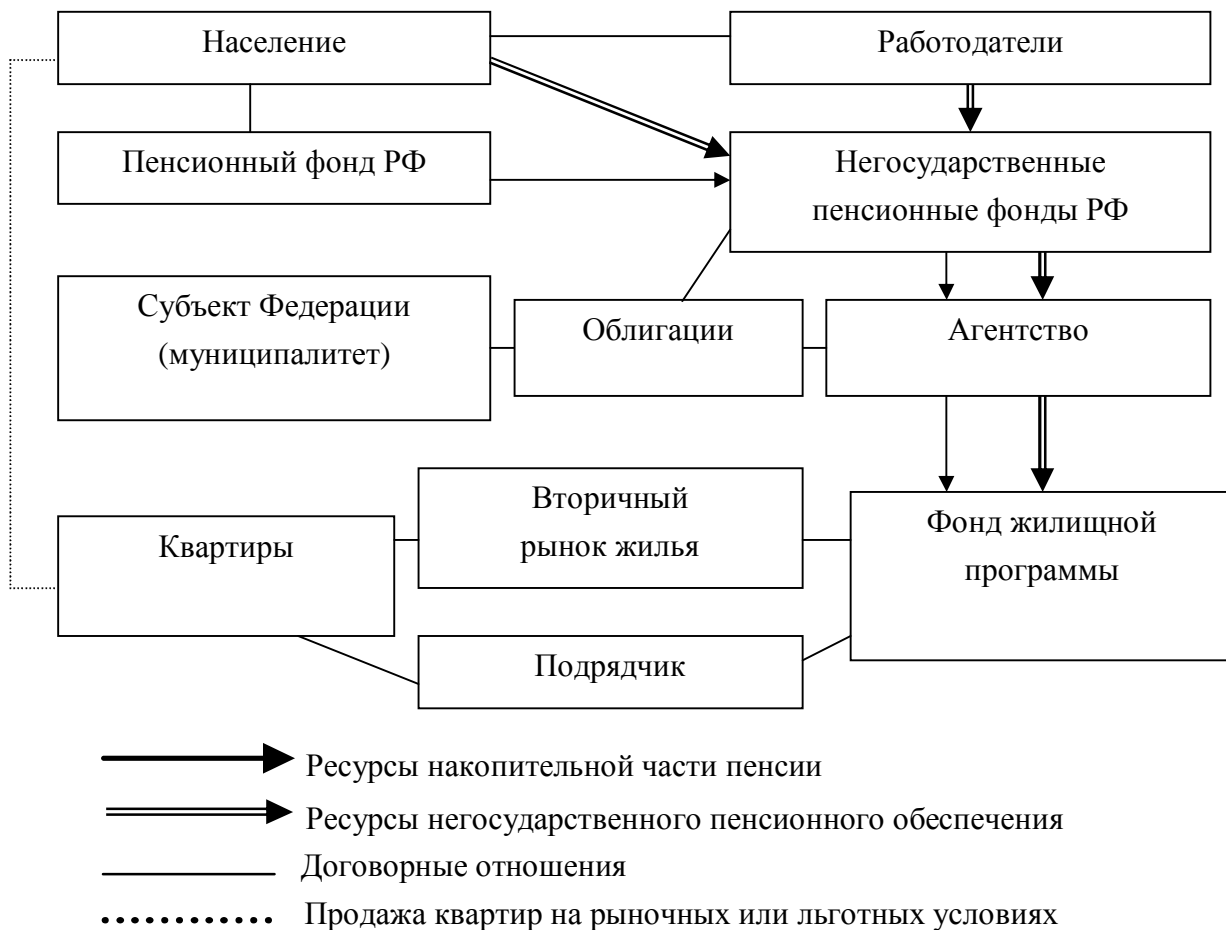 Население
Работодатели
Пенсионный фонд РФ
Негосударственные
пенсионные фонды РФ
Субъект Федерации
(муниципалитет)
Облигации
Агентство
Квартиры
Вторичный
рынок жилья
Фонд жилищной
программы
Подрядчик
Ресурсы накопительной части пенсии
Ресурсы негосударственного пенсионного обеспечения
Договорные отношения
Продажа квартир на рыночных или льготных условиях